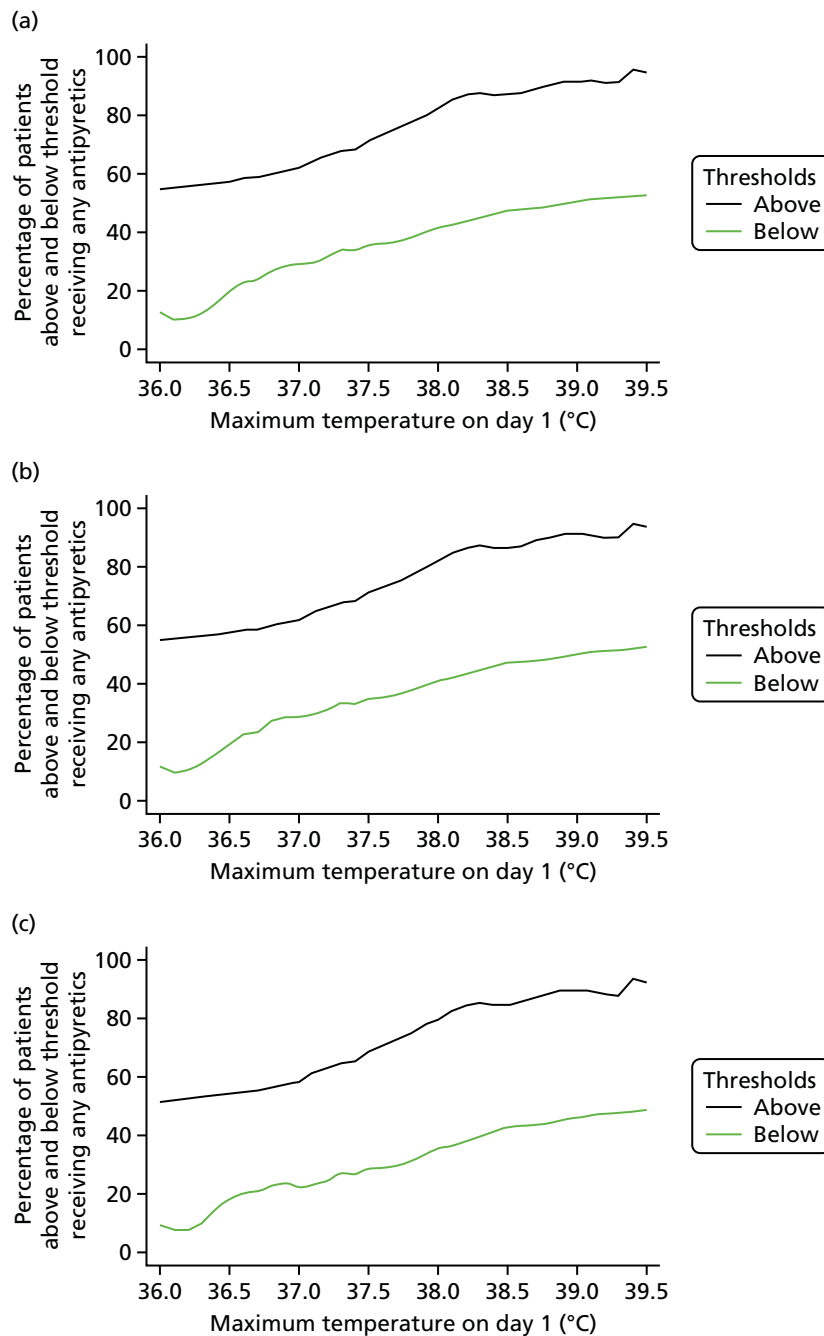 (a)
Percentage of patients
above and below threshold
receiving any antipyretics
100
80
60
40
20
0
36.0 36.5 37.0 37.5 38.0 38.5 39.0 39.5
Maximum temperature on day 1 (°C)
Thresholds
Above
Below
(b)
Percentage of patients
above and below threshold
receiving any antipyretics
100
80
60
40
20
0
36.0 36.5 37.0 37.5 38.0 38.5 39.0 39.5
Maximum temperature on day 1 (°C)
Thresholds
Above
Below
(c)
Percentage of patients
above and below threshold
receiving any antipyretics
100
80
60
40
20
0
36.0 36.5 37.0 37.5 38.0 38.5 39.0 39.5
Maximum temperature on day 1 (°C)
Thresholds
Above
Below